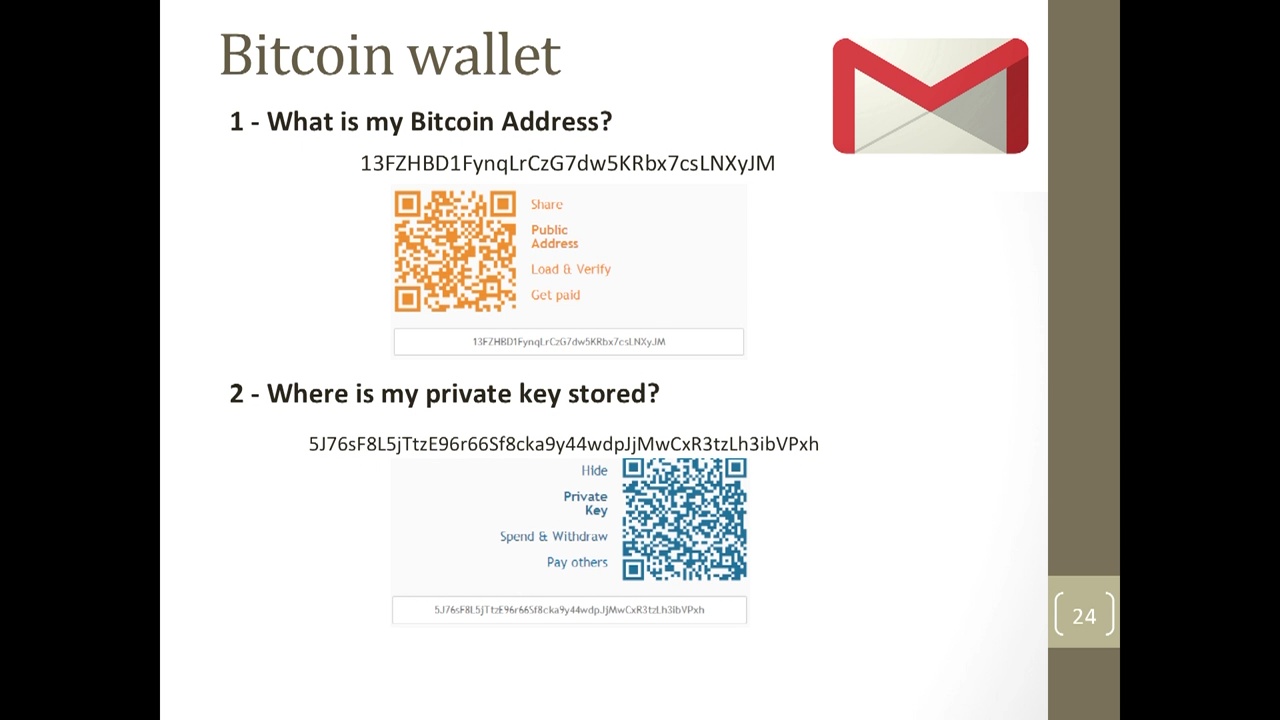 Bitcoin wallet
1 - What is my Bitcoin Address?
13FZHBD1FynqLrCzG7dw5KRbx7csLNXyJM
Share
Public
Address
Load & Verify
Get paid
13FZHBD1FynqLrCzG7dw5KRbx7csLNXyJM
2 - Where is my private key stored?
5J76sF8L5jTtzE96r66Sf8cka9y44wdpJjMwCxR3tzLh3ibVPxh
Hide
Private
Key
Spend & Withdraw
Pay others
5J76sF8L5jTtzE96r66Sf8cka9y44wdpJjMwCxR3tzLh3ibVPxh
24